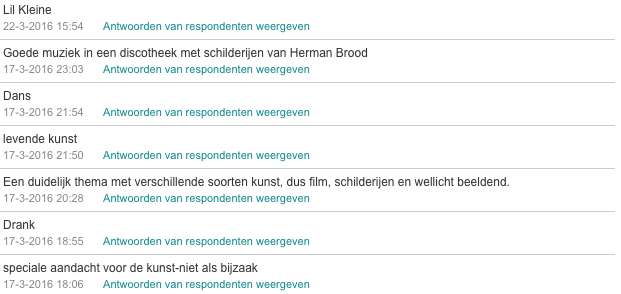 Lil Kleine
22-3-2016 15:54 Antwoorden van respondenten weergeven
Goede muziek in een discotheek met schilderijen van Herman Brood
17-3-2016 23:03 Antwoorden van respondenten weergeven
Dans
17-3-2016 21:54 Antwoorden van respondenten weergeven
levende kunst
17-3-2016 21:50 Antwoorden van respondenten weergeven
Een duidelijk thema met verschillende soorten kunst, dus film, schilderijen en wellicht beeldend.
17-3-2016 20:28 Antwoorden van respondenten weergeven
Drank
17-3-2016 18:55 Antwoorden van respondenten weergeven
speciale aandacht voor de kunst-niet als bijzaak
17-3-2016 18:06 Antwoorden van respondenten weergeven